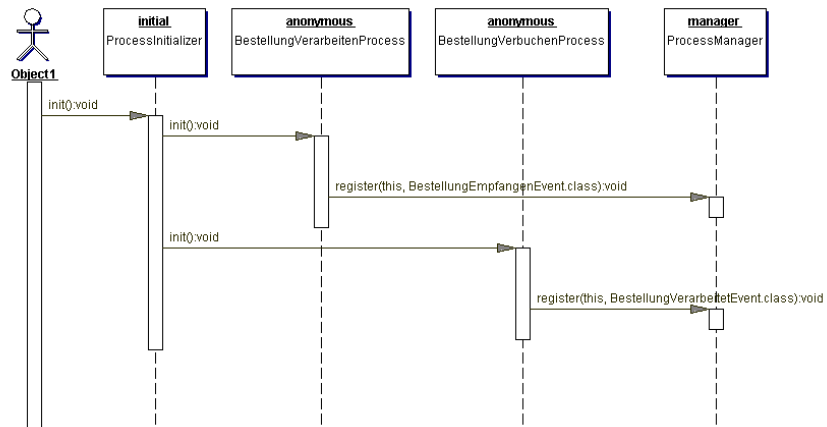 initial
ProcessInitializer
anonymous
BestellungVerarbeitenProcess
anonymous
BestellungVerbuchenProcess
manager
ProcessManager
Object1
init():void
init():void
register(this, BestellungEmpfangenEvent.class):void
init():void
register(this, BestellungVerarbeitetEvent.class):void